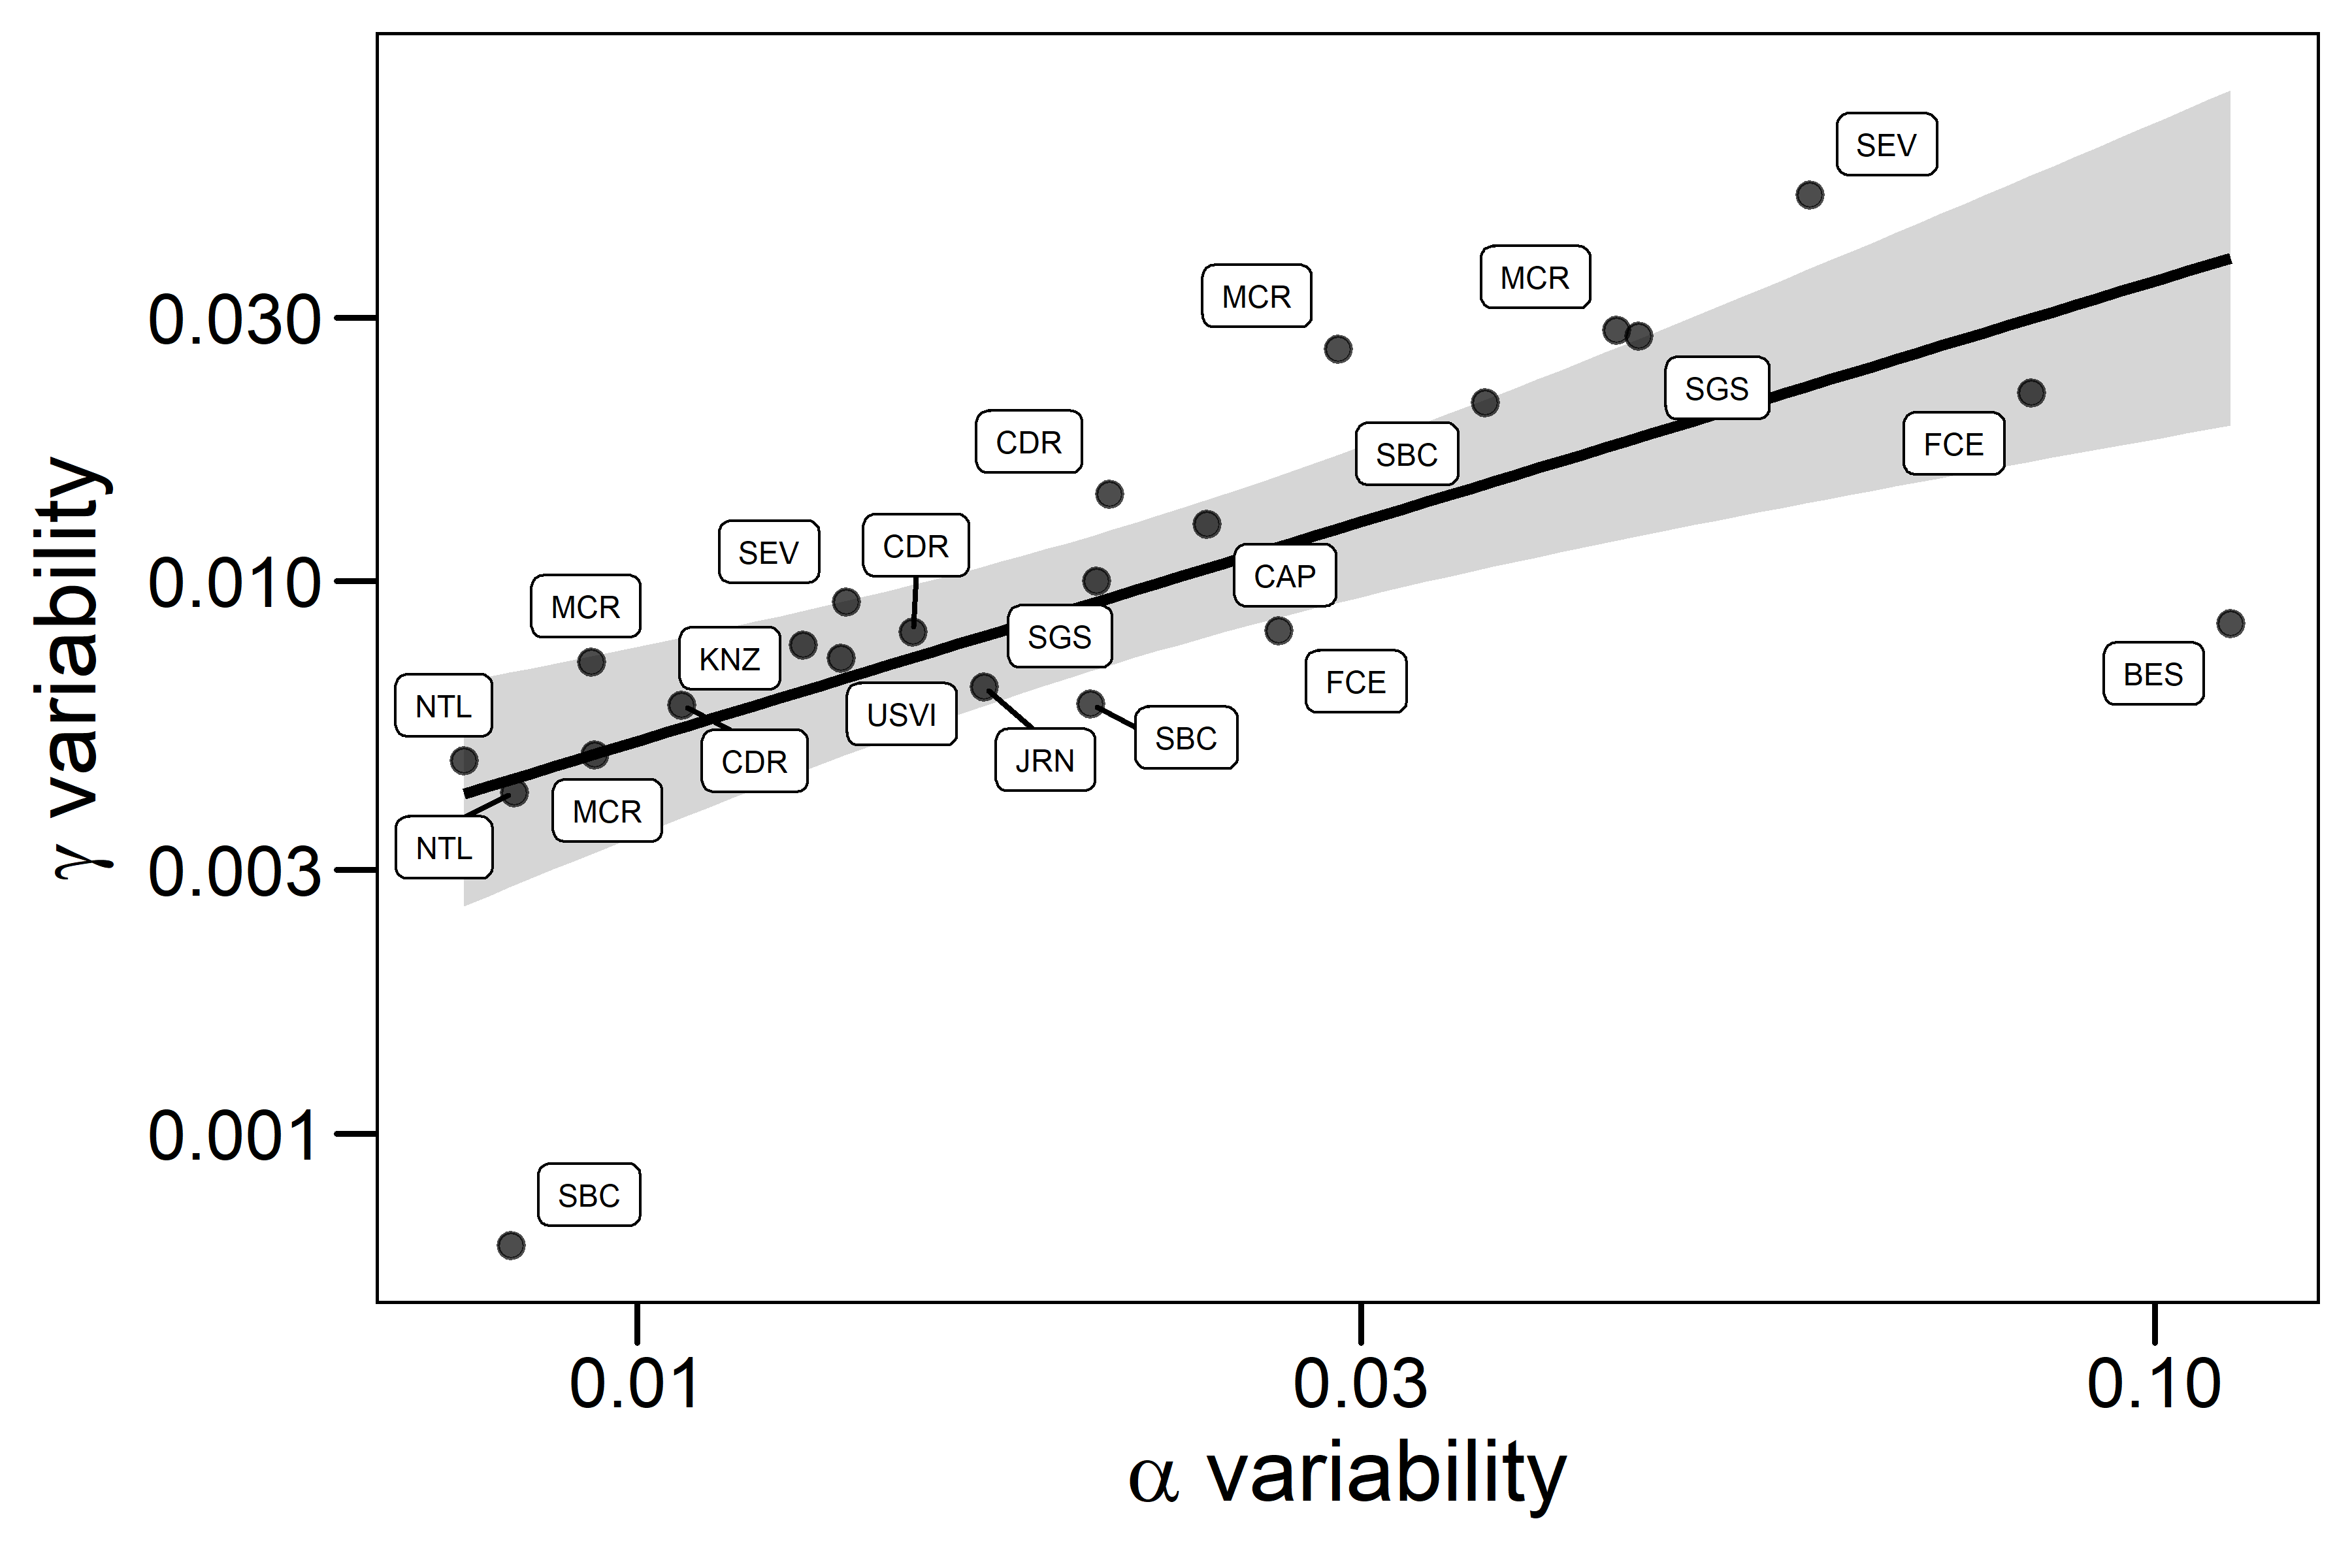 SEV
MCR
MCR
0.030
SGS
CDR
FCE
SBC
CDR
SEV
CAP
0.010
MCR
SGS
KNZ
BES
FCE
NTL
USVI
SBC
JRN
CDR
MCR
NTL
0.003
0.001
SBC
γ variability
0.01
0.03
0.10
α variability